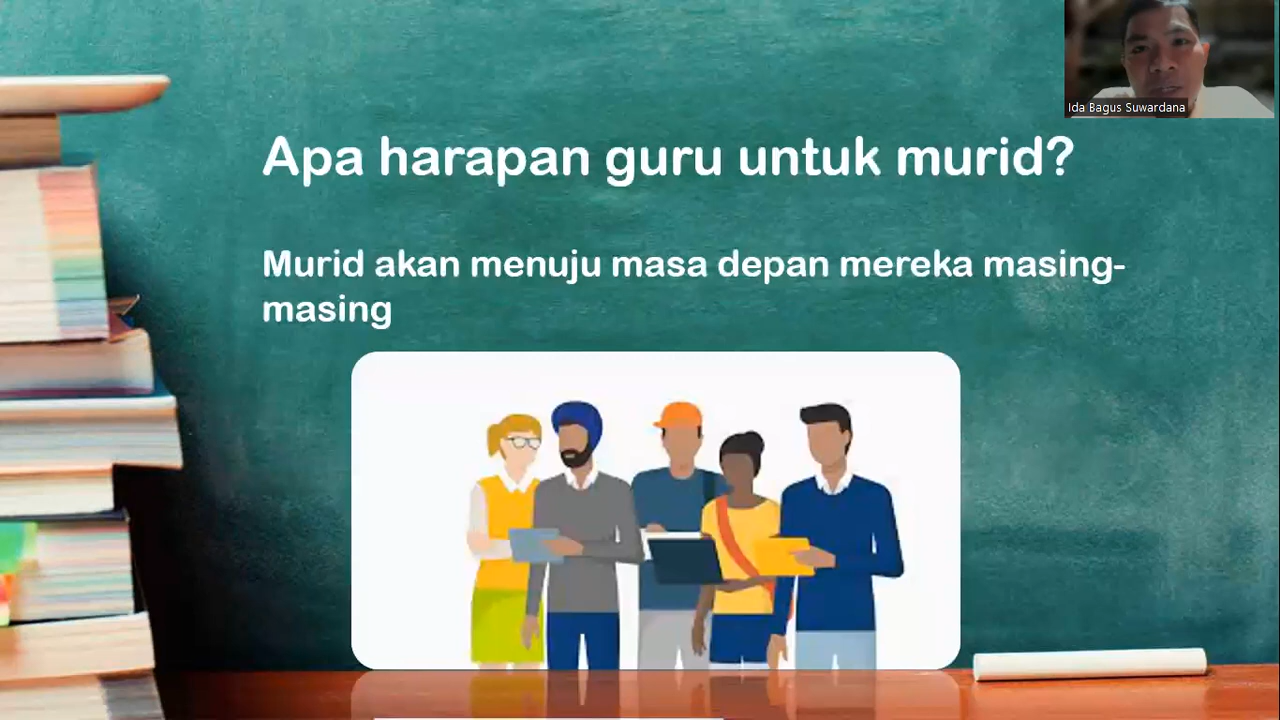 Ida Bagus Suwardana
Apa harapan guru untuk murid?
Murid akan menuju masa depan mereka masing-
masing